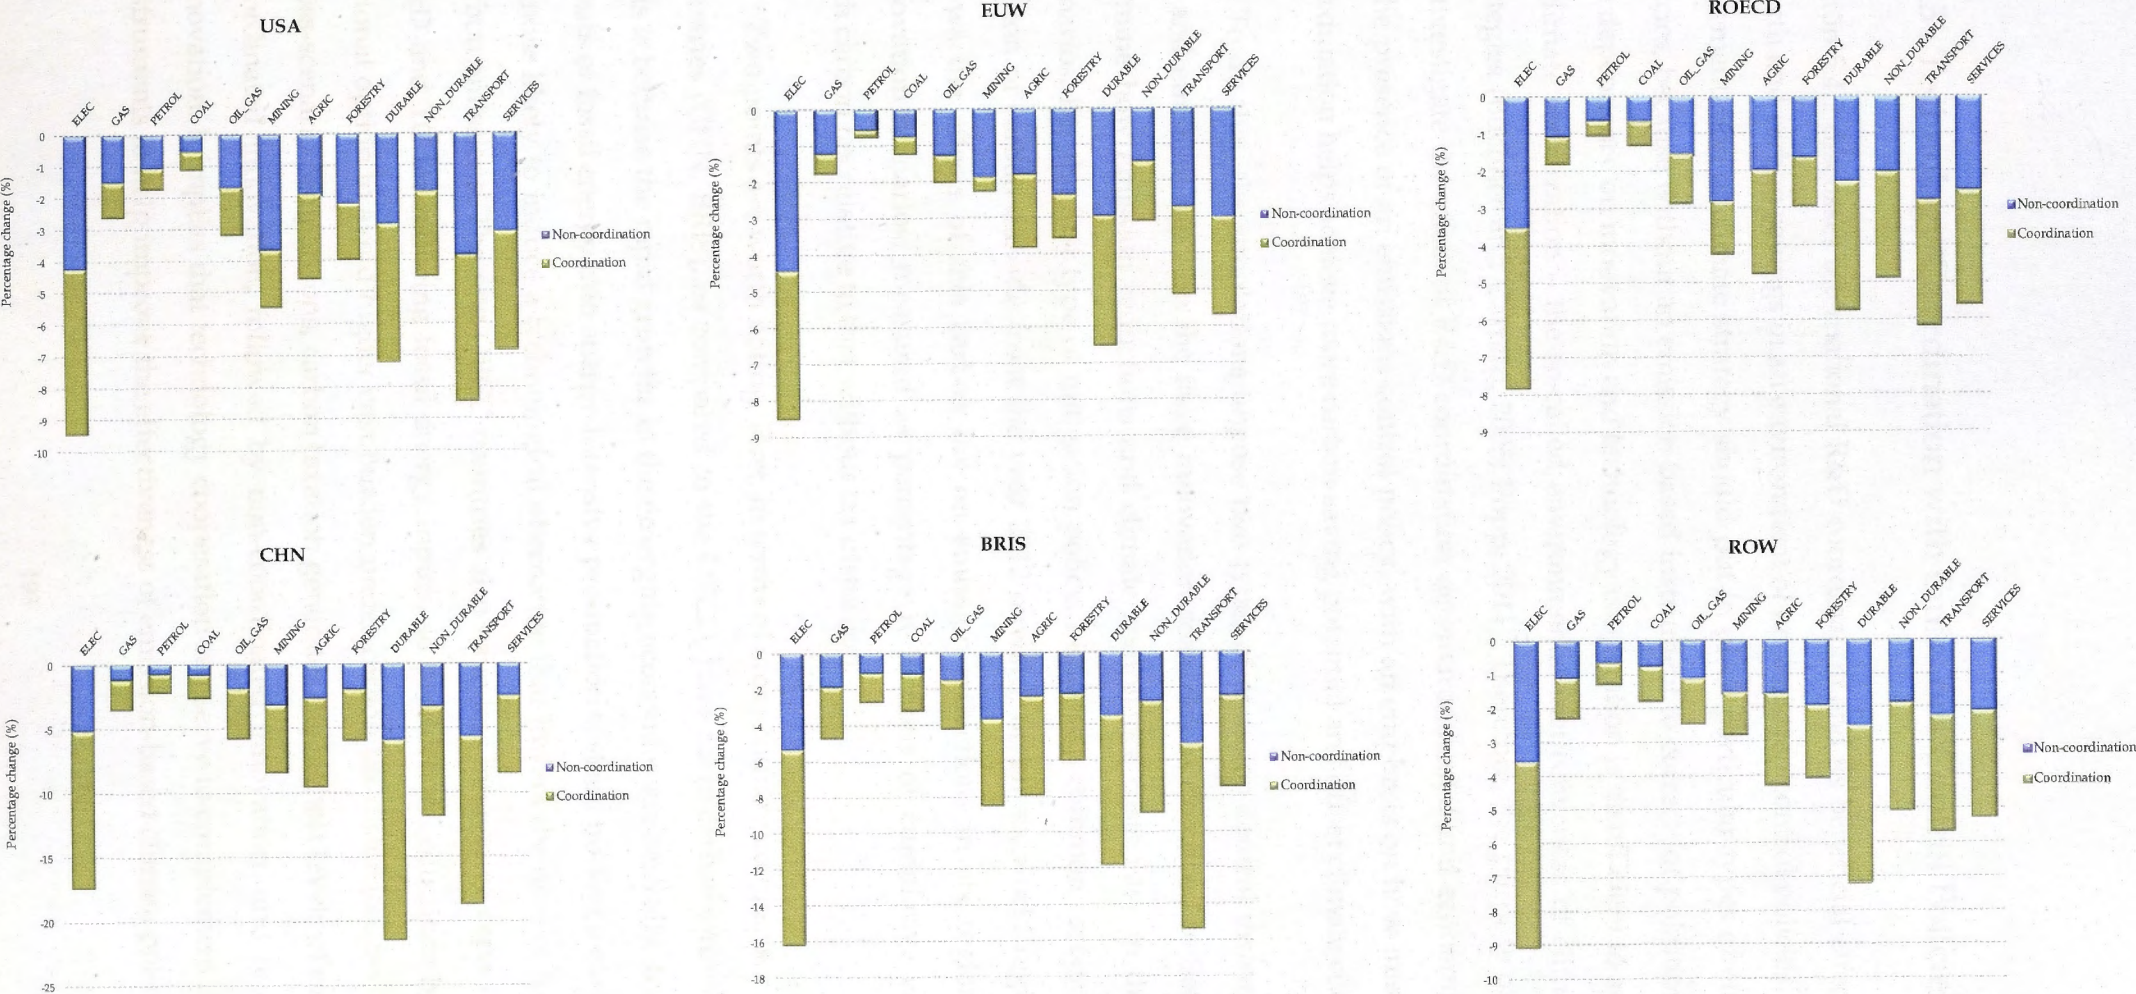 USA
ELEC
GAS
PETROL
COAL
OIL_GAS
MINING
AGRIC
FORESTRY
DURABLE
NON_DURABLE
TRANSPORT
SERVICES
Percentage change (%)
0
-1
-2
-3
-4
-5
-6
-7
-8
-9
-10
Non-coordination
Coordination
EUW
ELEC
GAS
PETROL
COAL
OIL_GAS
MINING
AGRIC
FORESTRY
DURABLE
NON_DURABLE
TRANSPORT
SERVICES
Percentage change (%)
0
-1
-2
-3
-4
-5
-6
-7
-8
-9
Non-coordination
Coordination
ROECD
ELEC
GAS
PETROL
COAL
OIL_GAS
MINING
AGRIC
FORESTRY
DURABLE
NON_DURABLE
TRANSPORT
SERVICES
Percentage change (%)
0
-1
-2
-3
-4
-5
-6
-7
-8
-9
Non-coordination
Coordination
CHN
ELEC
GAS
PETROL
COAL
OIL_GAS
MINING
AGRIC
FORESTRY
DURABLE
NON_DURABLE
TRANSPORT
SERVICES
Percentage change (%)
0
-5
-10
-15
-20
-25
Non-coordination
Coordination
BRIS
ELEC
GAS
PETROL
COAL
OIL_GAS
MINING
AGRIC
FORESTRY
DURABLE
NON_DURABLE
TRANSPORT
SERVICES
Percentage change (%)
0
-2
-4
-6
-8
-10
-12
-14
-16
-18
Non-coordination
Coordination
ROW
ELEC
GAS
PETROL
COAL
OIL_GAS
MINING
AGRIC
FORESTRY
DURABLE
NON_DURABLE
TRANSPORT
SERVICES
Percentage change (%)
0
-1
-2
-3
-4
-5
-6
-7
-8
-9
-10
Non-coordination
Coordination